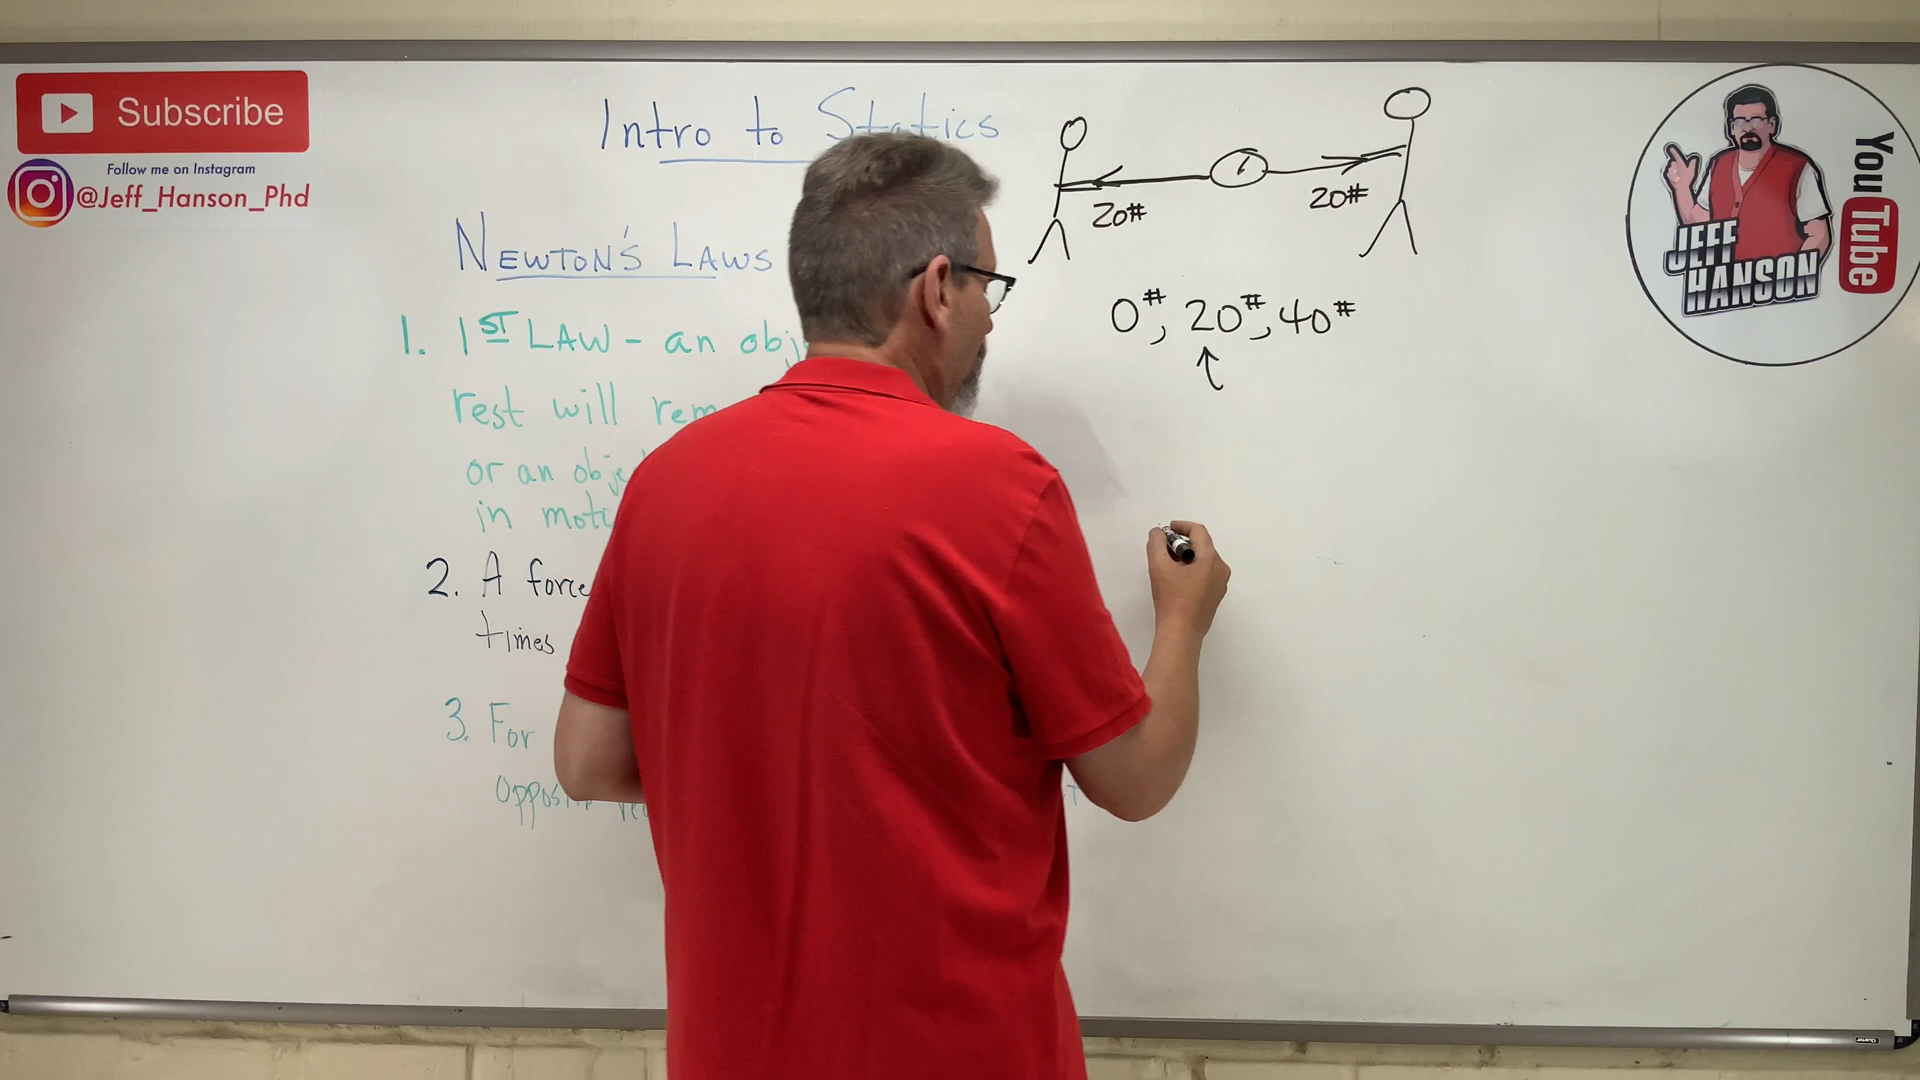 Subscribe
Follow me on Instagram
@Jeff_Hanson_Phd
Intro to Statics
20# 20#
NEWTON'S LAWS
0#, 20#, 40#
1. 1ST LAW - an obj
rest will rem
or an obje
in moti
2. A force
times
3. For
JEFF
HANSON
YouTube